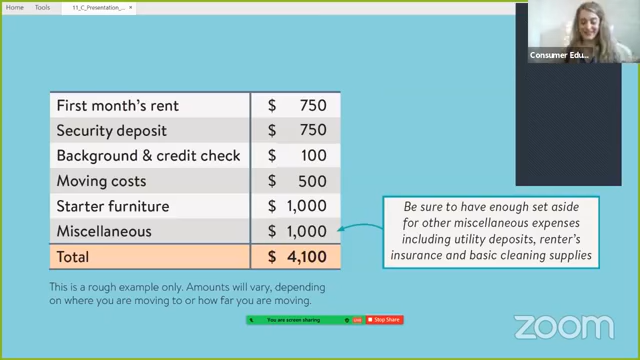 Home Tools 11_C_Presentation_... ×
Consumer Edu...
First month's rent $ 750
Security deposit $ 750
Background & credit check $ 100
Moving costs $ 500
Starter furniture $ 1,000
Miscellaneous $ 1,000
Total $ 4,100
Be sure to have enough set aside
for other miscellaneous expenses
including utility deposits, renter's
insurance and basic cleaning supplies
This is a rough example only. Amounts will vary, depending
on where you are moving to or how far you are moving.
You are screen sharing Stop Share
zoom